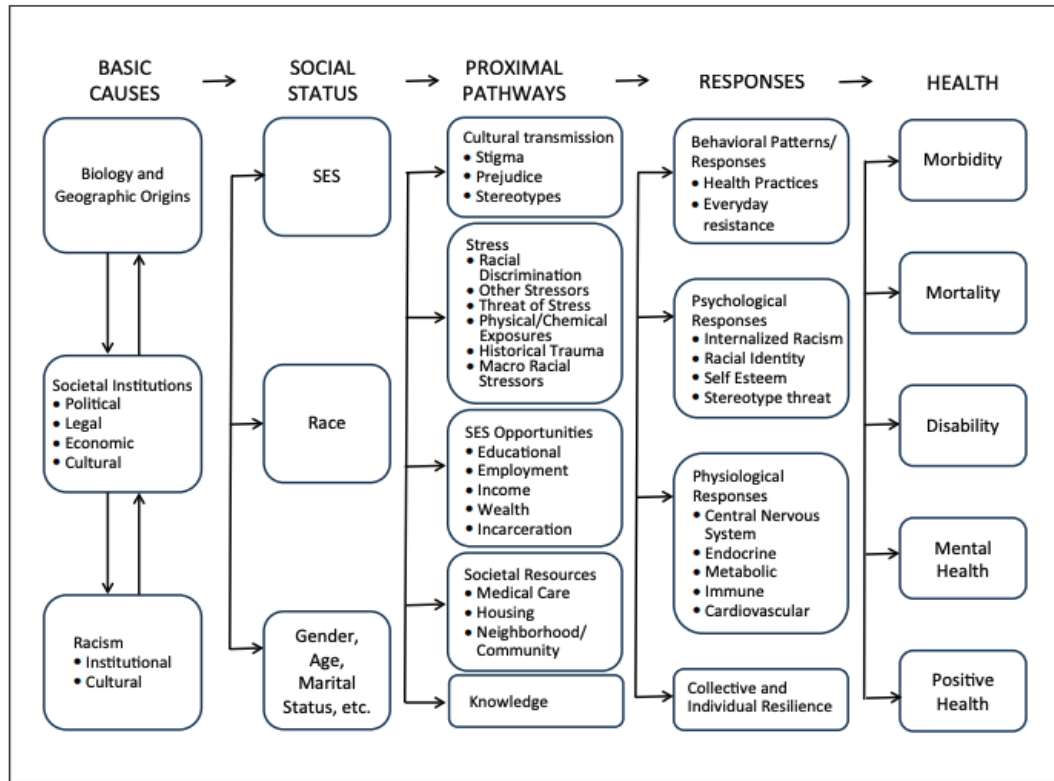 BASIC
CAUSES
SOCIAL
STATUS
PROXIMAL
PATHWAYS
RESPONSES
HEALTH
Biology and
Geographic Origins
Societal Institutions
• Political
• Legal
• Economic
• Cultural
Racism
• Institutional
• Cultural
SES
Race
Gender,
Age,
Marital
Status, etc.
Cultural transmission
• Stigma
• Prejudice
• Stereotypes
Stress
• Racial
Discrimination
• Other Stressors
• Threat of Stress
• Physical/Chemical
Exposures
• Historical Trauma
• Macro Racial
Stressors
SES Opportunities
• Educational
• Employment
• Income
• Wealth
• Incarceration
Societal Resources
• Medical Care
• Housing
• Neighborhood/
Community
Knowledge
Behavioral Patterns/
Responses
• Health Practices
• Everyday
resistance
Psychological
Responses
• Internalized Racism
• Racial Identity
• Self Esteem
• Stereotype threat
Physiological
Responses
• Central Nervous
System
• Endocrine
• Metabolic
• Immune
• Cardiovascular
Collective and
Individual Resilience
Morbidity
Mortality
Disability
Mental
Health
Positive
Health